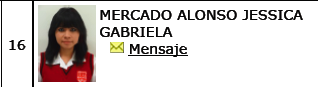 16
MERCADO ALONSO JESSICA
GABRIELA
Mensaje